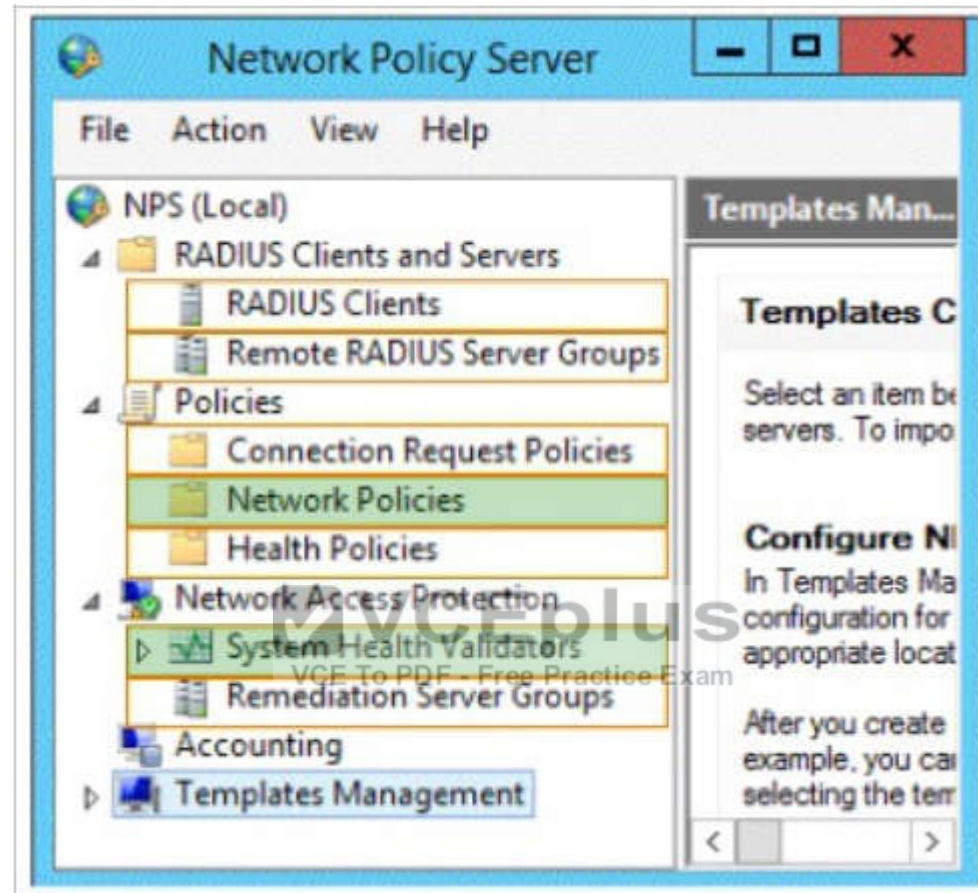 Network Policy Server
File Action View Help
NPS (Local)
RADIUS Clients and Servers
RADIUS Clients
Remote RADIUS Server Groups
Policies
Connection Request Policies
Network Policies
Health Policies
Network Access Protection
System Health Validators
Remediation Server Groups
Accounting
Templates Management
Templates Man...
Templates C
Select an item be
servers. To impo
Configure N
In Templates Ma
configuration for
appropriate locat
After you create
example, you can
selecting the tem
VCEplus
VCE To PDF - Free Practice Exam